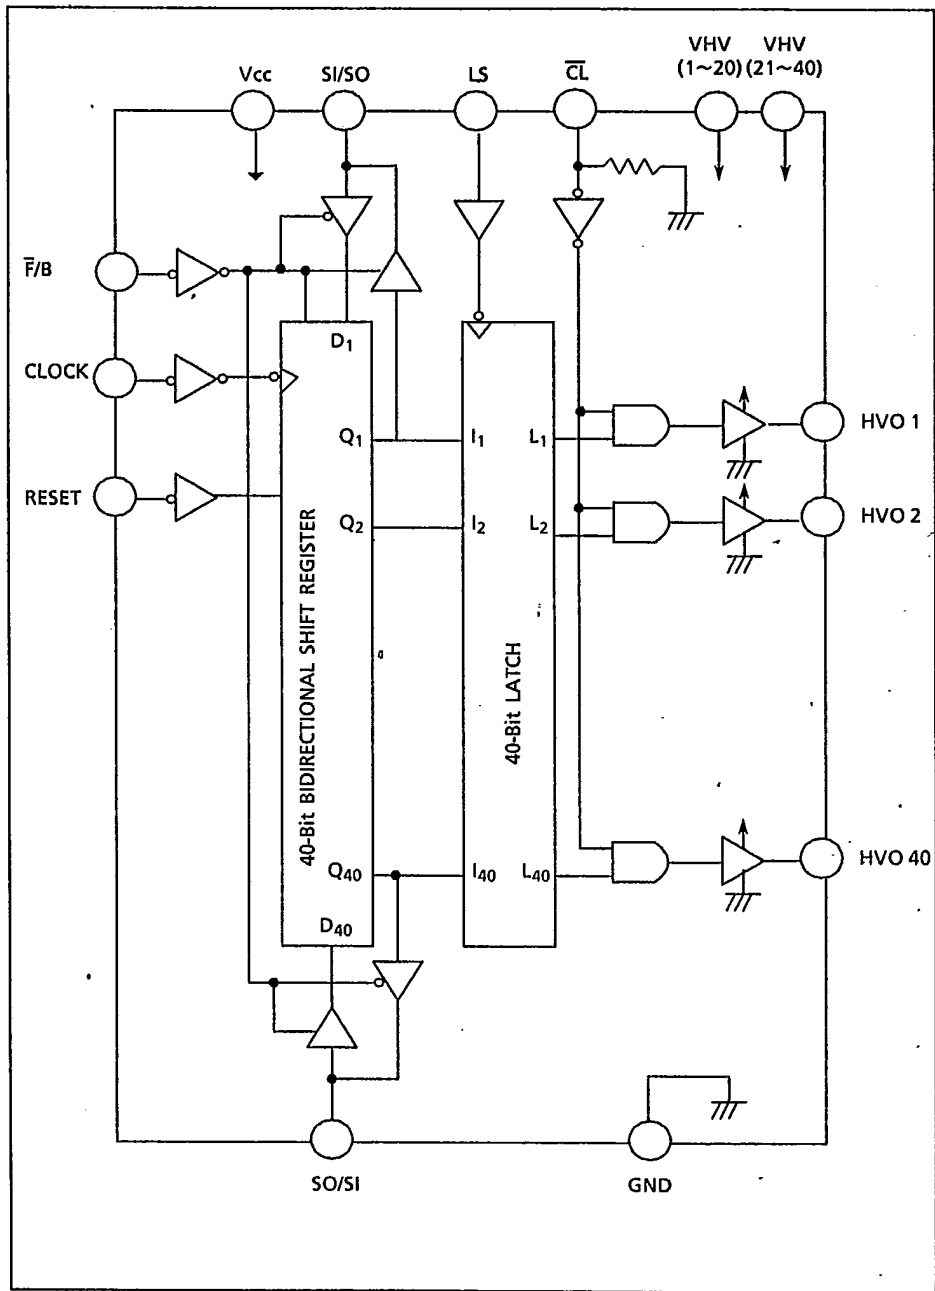 Vcc
SI/SO
LS
C̅L̅
VHV
(1~20)
VHV
(21~40)
F̅/B
CLOCK
RESET
D1
Q1
Q2
Q40
D40
40-Bit BIDIRECTIONAL SHIFT REGISTER
I1
I2
I40
L1
L2
L40
40-Bit LATCH
HVO 1
HVO 2
HVO 40
SO/SI
GND